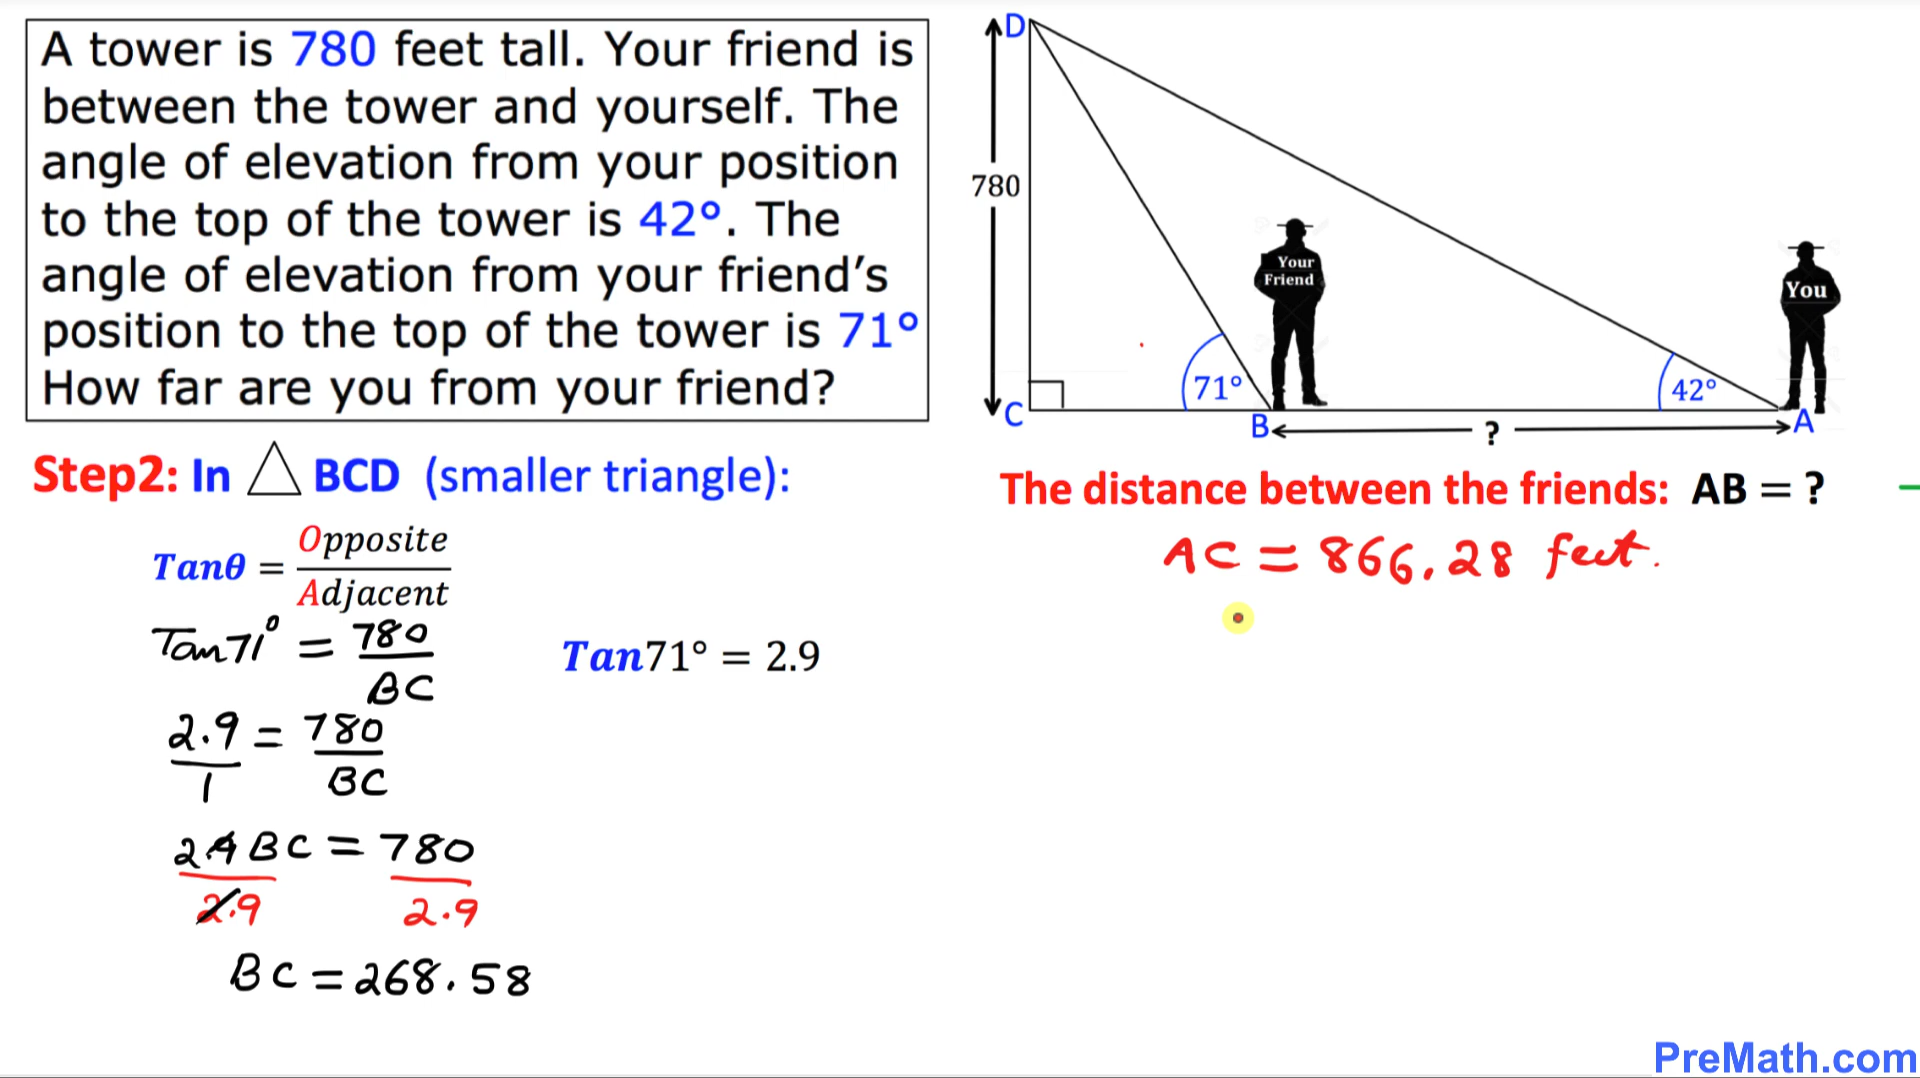 A tower is 780 feet tall. Your friend is
between the tower and yourself. The
angle of elevation from your position
to the top of the tower is 42°. The
angle of elevation from your friend's
position to the top of the tower is 71°
How far are you from your friend?
D
780
Your
Friend
You
71°
42°
C
B
?
A
Step2: In △ BCD (smaller triangle):
Tanθ = Opposite
Adjacent
Tan71° = 780
BC
Tan71° = 2.9
2.9 = 780
1 BC
2.9 BC = 780
2.9 2.9
BC = 268.58
The distance between the friends: AB = ?
AC = 866.28 feet.
PreMath.com